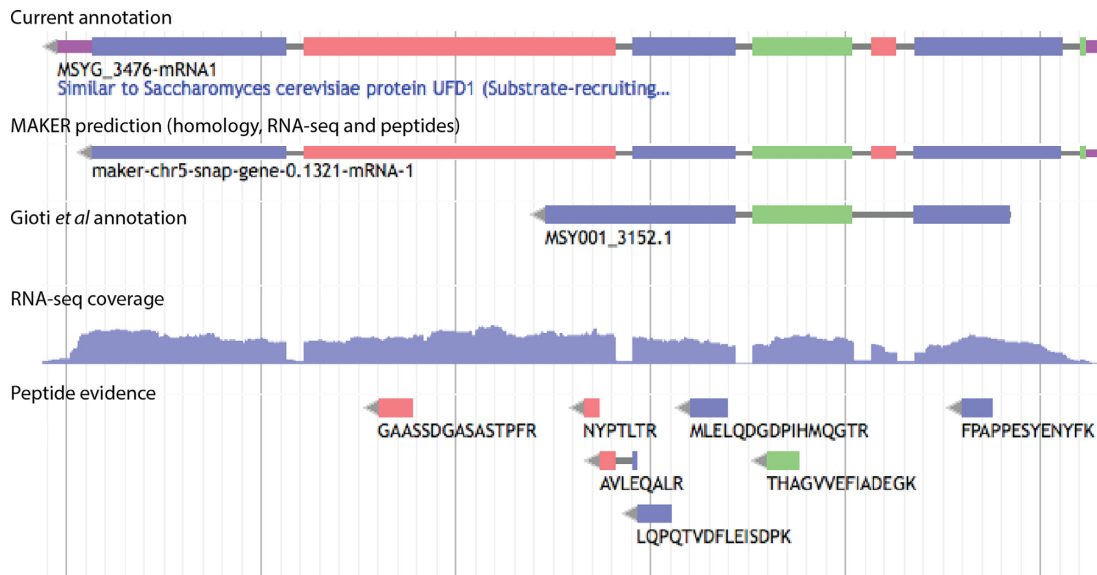 Current annotation
MSYG_3476-mRNA1
Similar to Saccharomyces cerevisiae protein UFD1 (Substrate-recruiting...
MAKER prediction (homology, RNA-seq and peptides)
maker-chr5-snap-gene-0.1321-mRNA-1
Gioti et al annotation
MSY001_3152.1
RNA-seq coverage
Peptide evidence
GAASSDGASASTPFR NYPTLTR MLELQDGDPIHMQGTR FPAPPESYENYFK
AVLEQALR THAGVVEFIADEGK
LQPQTVDFLEISDPK